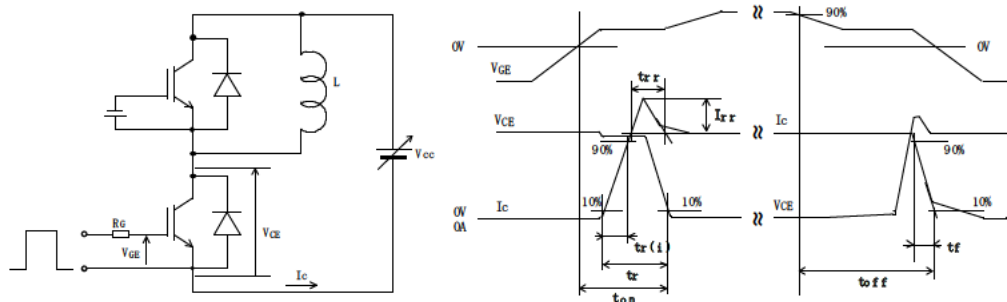 L
Vcc
RG
VGE
VCE
Ic
0V
VGE
90%
0V
trr
Irr
VCE
Ic
90%
90%
10%
10%
VCE
10%
0V
0A
Ic
tr(i)
tr
ton
tf
toff